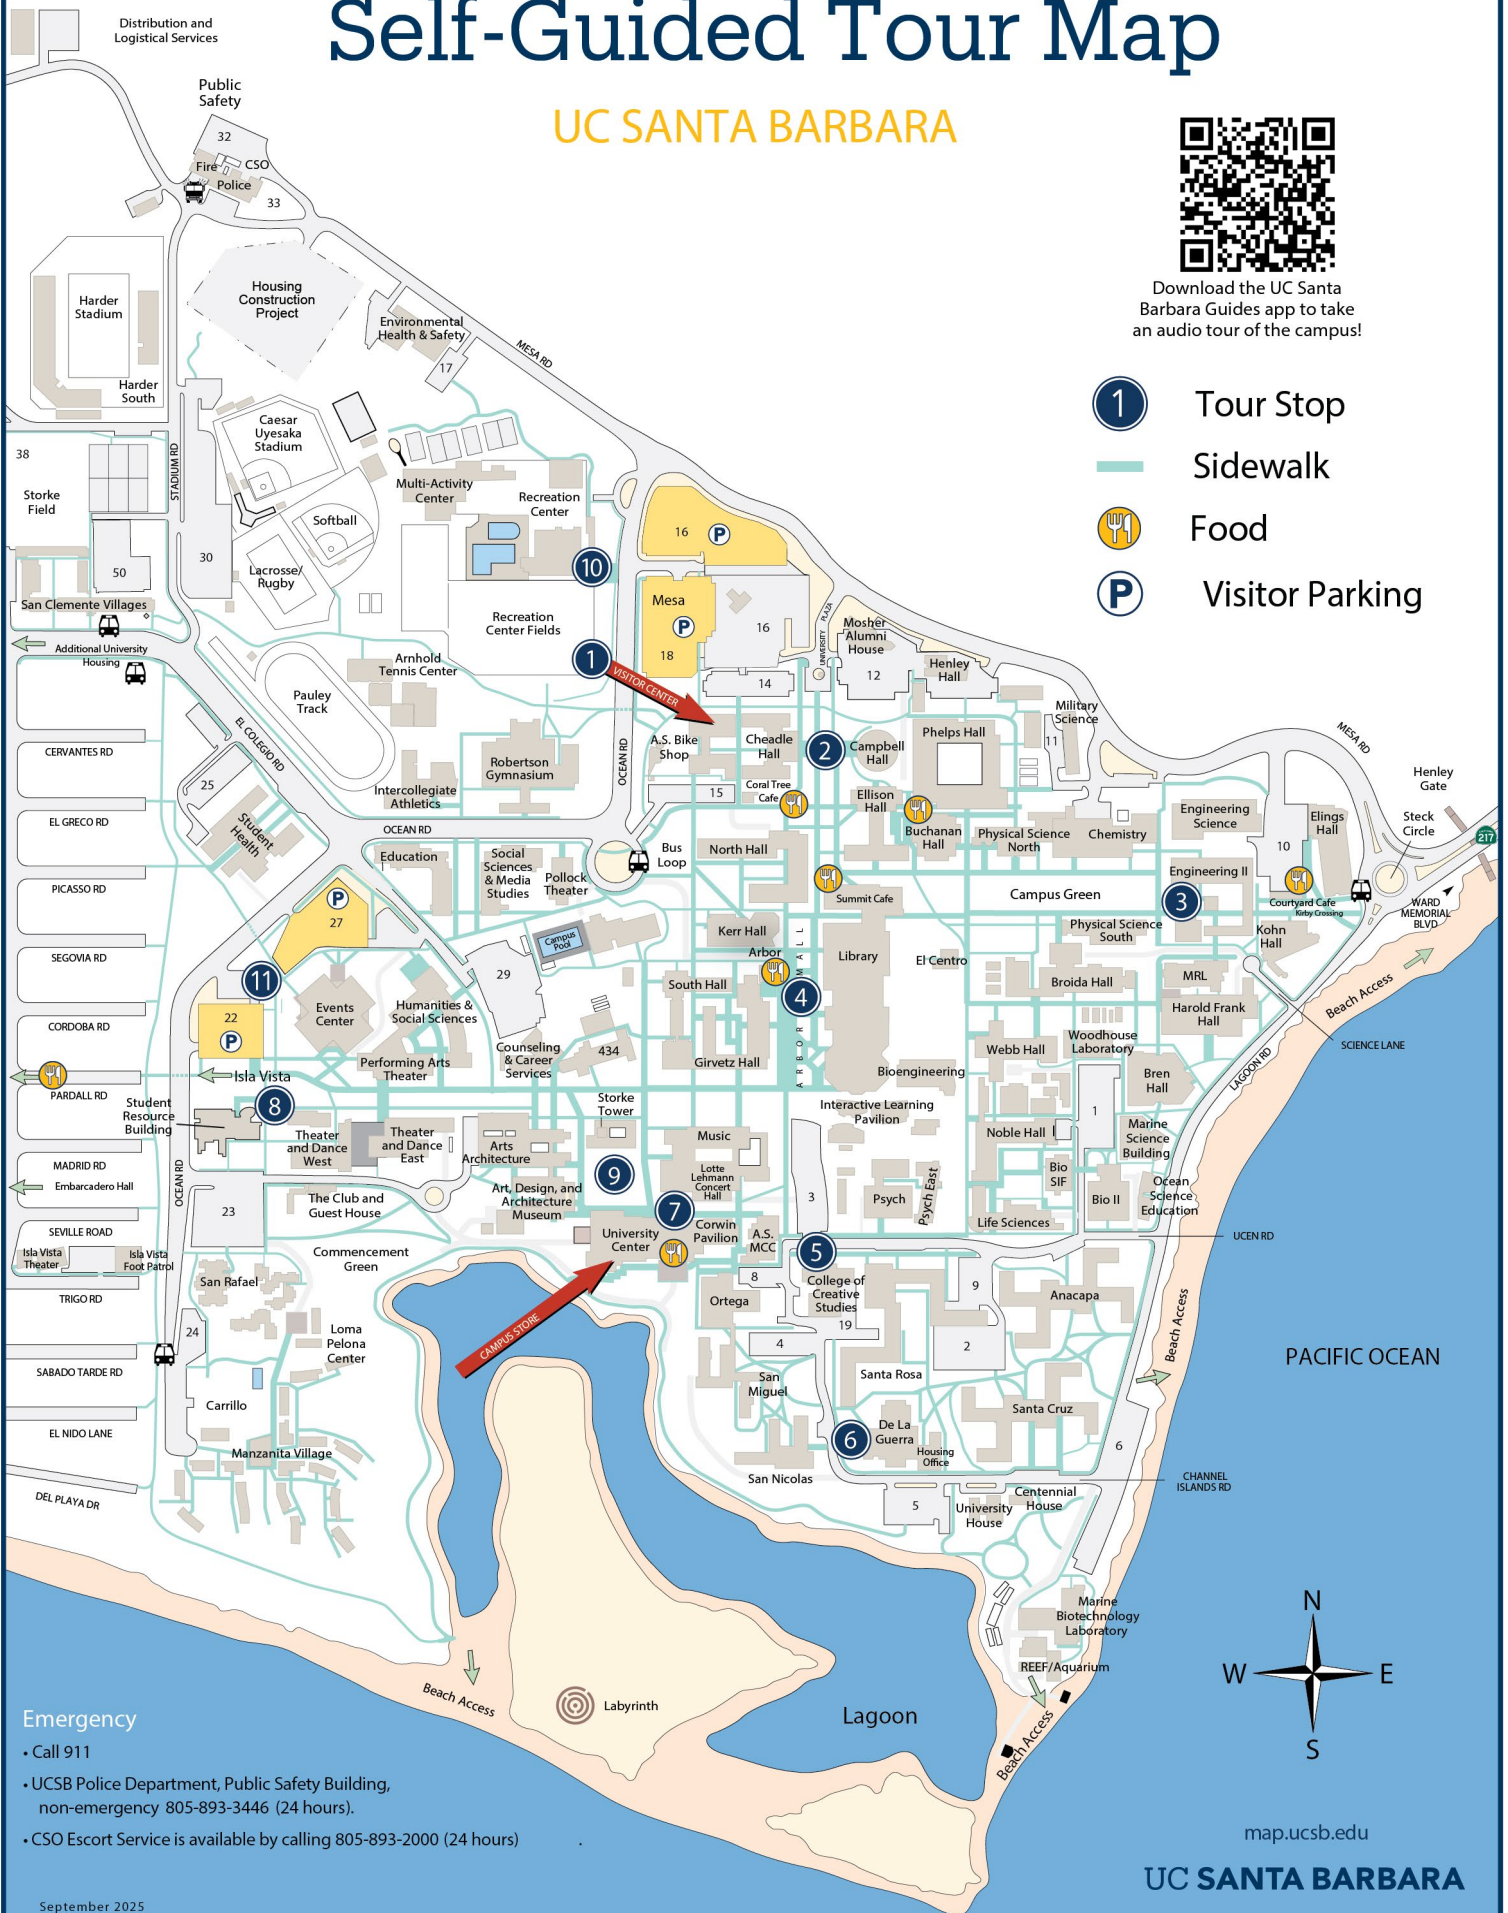 Self-Guided Tour Map
UC SANTA BARBARA
Distribution and
Logistical Services
Public
Safety
32
Fire
CSO
Police
33
Download the UC Santa
Barbara Guides app to take
an audio tour of the campus!
1 Tour Stop
Sidewalk
Food
P Visitor Parking
Harder
Stadium
Harder
South
Housing
Construction
Project
Environmental
Health & Safety
17
MESA RD
38
Storke
Field
STADIUM RD
Caesar
Uyesaka
Stadium
Softball
Lacrosse/
Rugby
30
50
San Clemente Villages
Additional University
Housing
Multi-Activity
Center
Recreation
Center
10
Recreation
Center Fields
1
VISITOR CENTER
16
P
Mesa
P
18
16
14
UNIVERSITY PLAZA
Mosher
Alumni
House
12
Henley
Hall
Arnhold
Tennis Center
Pauley
Track
EL COLEGIO RD
Robertson
Gymnasium
Intercollegiate
Athletics
OCEAN RD
A.S. Bike
Shop
Cheadle
Hall
2
Campbell
Hall
Phelps Hall
Military
Science
11
MESA RD
Henley
Gate
Steck
Circle
217
CERVANTES RD
25
Student
Health
15
Coral Tree
Cafe
Ellison
Hall
Buchanan
Hall
Physical Science
North
Chemistry
Engineering
Science
Elings
Hall
10
EL GRECO RD
OCEAN RD
Bus
Loop
North Hall
Education
Social
Sciences
& Media
Studies
Pollock
Theater
Summit Cafe
Campus Green
Engineering II
3
Courtyard Cafe
Kirby Crossing
WARD
MEMORIAL
BLVD
PICASSO RD
P
27
Campus
Pool
Kerr Hall
Arbor
Library
El Centro
Physical Science
South
Kohn
Hall
SEGOVIA RD
11
29
South Hall
4
Broida Hall
MRL
Harold Frank
Hall
Beach Access
22
P
Events
Center
Humanities &
Social Sciences
CORDOBA RD
Performing Arts
Theater
Counseling
& Career
Services
434
Girvetz Hall
ARBOR MALL
Bioengineering
Webb Hall
Woodhouse
Laboratory
Bren
Hall
SCIENCE LANE
LAGOON RD
PARDALL RD
Isla Vista
8
Student
Resource
Building
Storke
Tower
Interactive Learning
Pavilion
1
Theater
and Dance
West
Theater
and Dance
East
Arts
Architecture
Music
Noble Hall
Marine
Science
Building
MADRID RD
Embarcadero Hall
OCEAN RD
9
Lotte
Lehmann
Concert
Hall
3
Psych
Psych East
Bio
SIF
Bio II
Ocean
Science
Education
23
The Club and
Guest House
Art, Design, and
Architecture
Museum
7
Life Sciences
SEVILLE ROAD
University
Center
Corwin
Pavilion
A.S.
MCC
5
UCEN RD
Isla Vista
Theater
Isla Vista
Foot Patrol
Commencement
Green
San Rafael
8
College of
Creative
Studies
9
Anacapa
TRIGO RD
Ortega
19
CAMPUS STORE
24
Loma
Pelona
Center
4
2
Beach Access
PACIFIC OCEAN
SABADO TARDE RD
San
Miguel
Santa Rosa
Carrillo
Santa Cruz
EL NIDO LANE
Manzanita Village
6
De La
Guerra
Housing
Office
6
San Nicolas
CHANNEL
ISLANDS RD
DEL PLAYA DR
5
University
House
Centennial
House
Marine
Biotechnology
Laboratory
REEF/Aquarium
N
W E
S
Beach Access
Labyrinth
Lagoon
Beach Access
Emergency
• Call 911
• UCSB Police Department, Public Safety Building,
non-emergency 805-893-3446 (24 hours).
• CSO Escort Service is available by calling 805-893-2000 (24 hours) .
map.ucsb.edu
UC SANTA BARBARA
September 2025